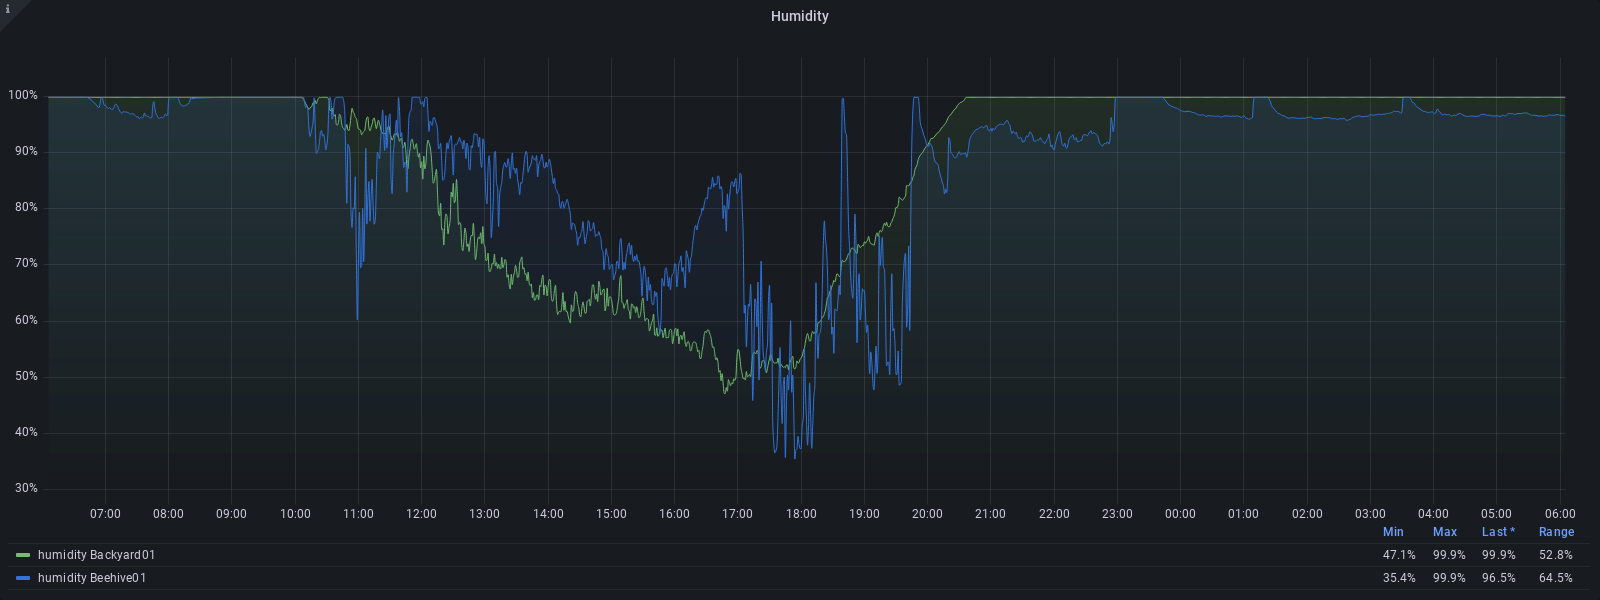 i
Humidity
100%
90%
80%
70%
60%
50%
40%
30%
07:00 08:00 09:00 10:00 11:00 12:00 13:00 14:00 15:00 16:00 17:00 18:00 19:00 20:00 21:00 22:00 23:00 00:00 01:00 02:00 03:00 04:00 05:00 06:00
Min Max Last * Range
humidity Backyard01 47.1% 99.9% 99.9% 52.8%
humidity Beehive01 35.4% 99.9% 96.5% 64.5%